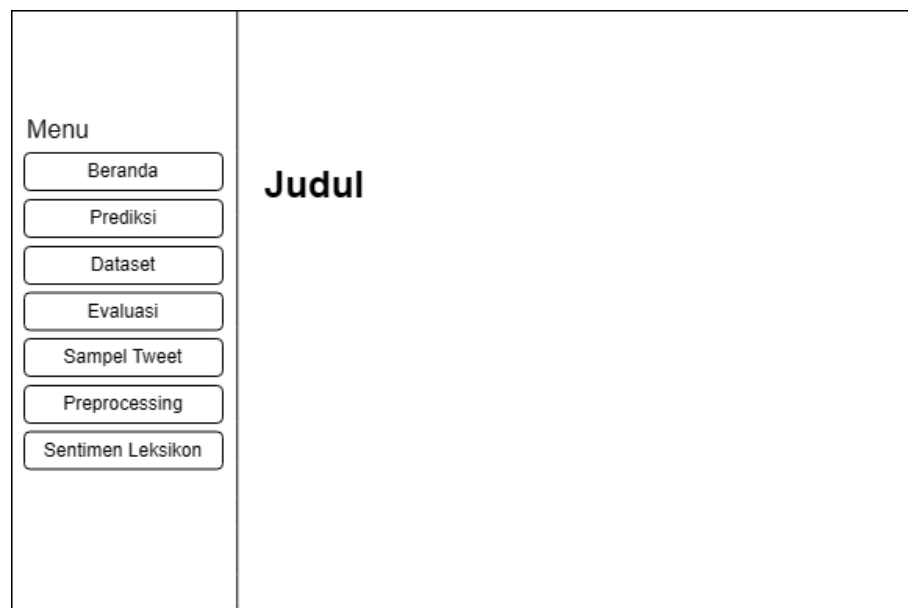 Menu
Beranda
Prediksi
Dataset
Evaluasi
Sampel Tweet
Preprocessing
Sentimen Leksikon
Judul